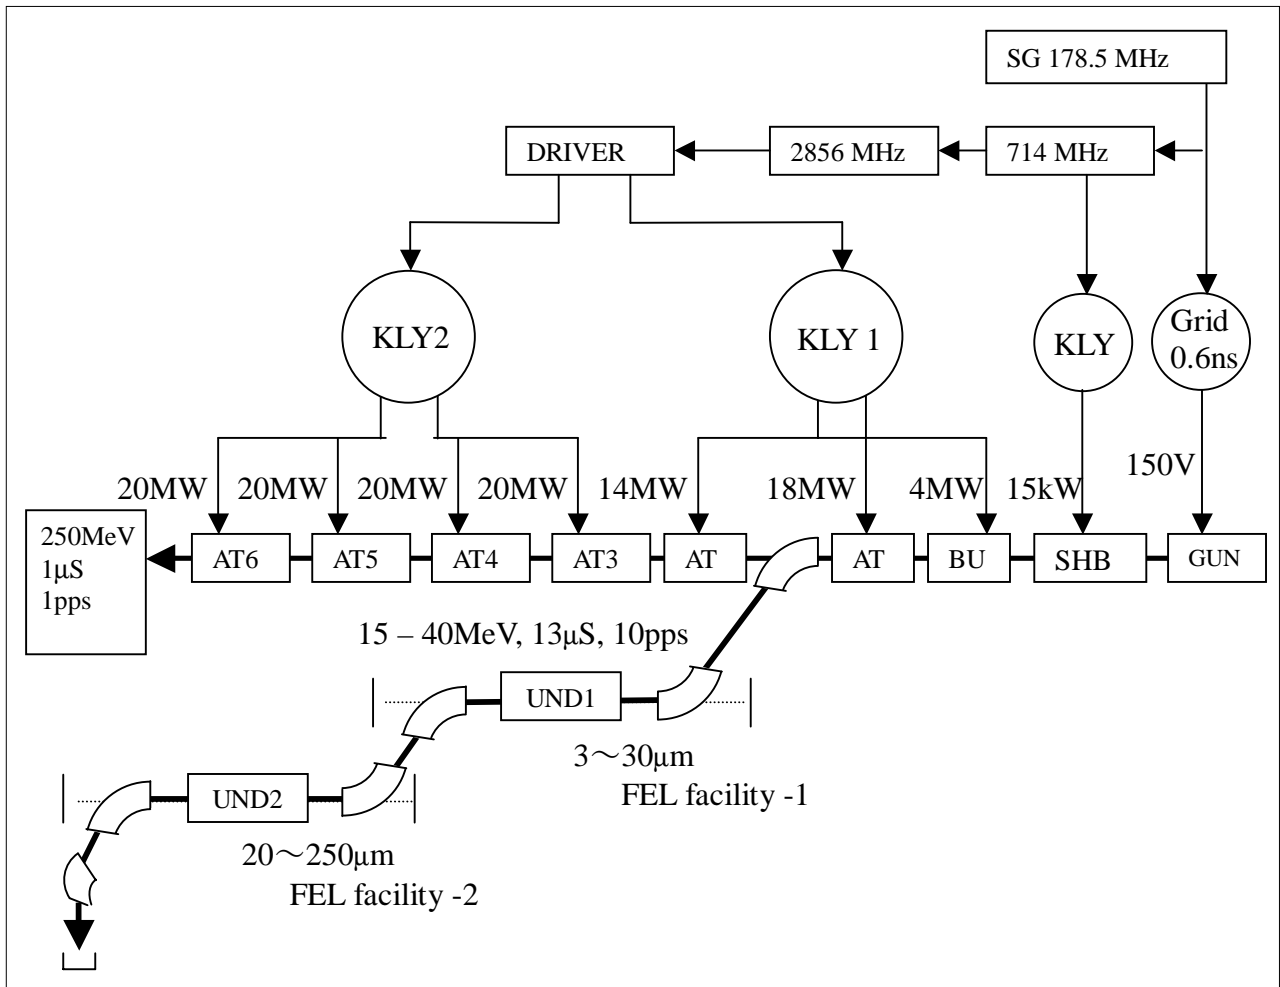 SG 178.5 MHz
DRIVER
2856 MHz
714 MHz
KLY2
KLY 1
KLY
Grid
0.6ns
20MW
20MW
20MW
20MW
14MW
18MW
4MW
15kW
150V
250MeV
1μS
1pps
AT6
AT5
AT4
AT3
AT
AT
BU
SHB
GUN
15 – 40MeV, 13μS, 10pps
UND1
3～30μm
FEL facility -1
UND2
20～250μm
FEL facility -2